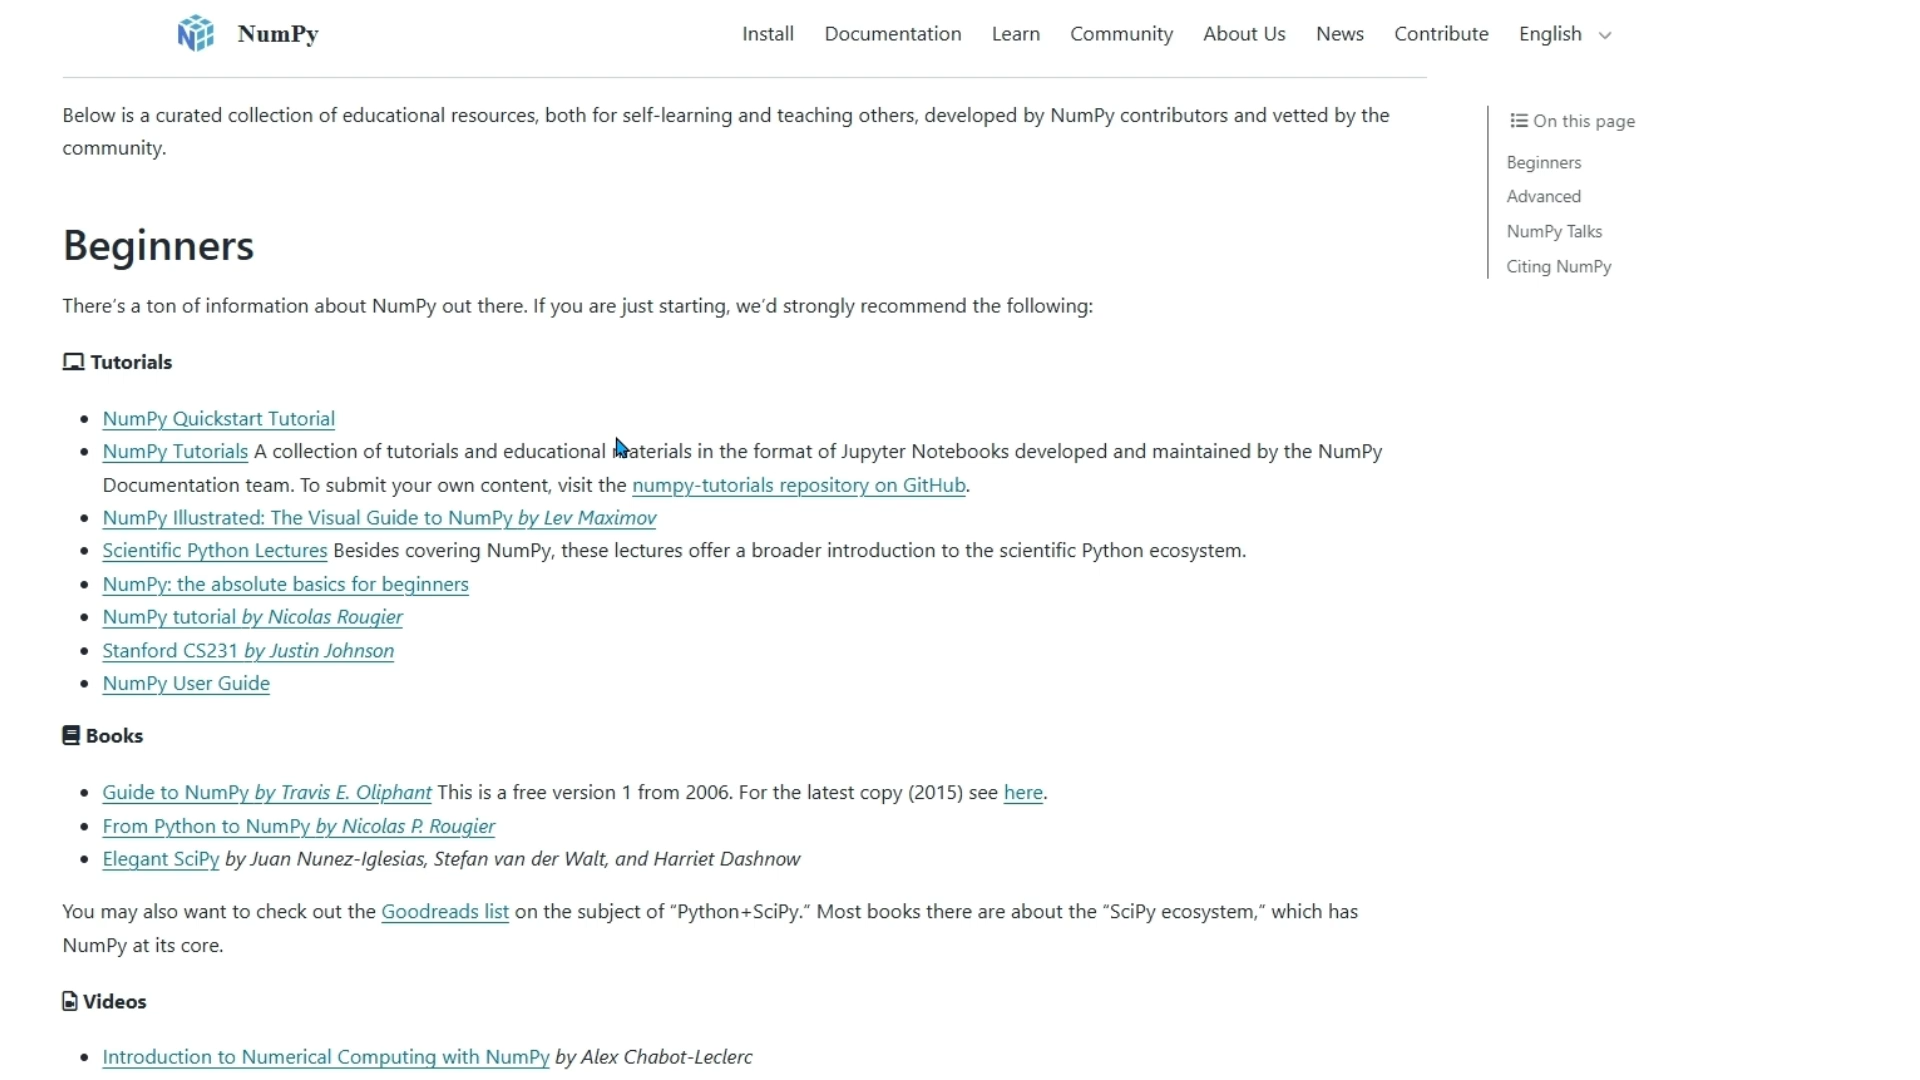 NumPy
Install Documentation Learn Community About Us News Contribute English
Below is a curated collection of educational resources, both for self-learning and teaching others, developed by NumPy contributors and vetted by the
community.
On this page
Beginners
Advanced
NumPy Talks
Citing NumPy
Beginners
There's a ton of information about NumPy out there. If you are just starting, we'd strongly recommend the following:
Tutorials
NumPy Quickstart Tutorial
NumPy Tutorials A collection of tutorials and educational materials in the format of Jupyter Notebooks developed and maintained by the NumPy
Documentation team. To submit your own content, visit the numpy-tutorials repository on GitHub.
NumPy Illustrated: The Visual Guide to NumPy by Lev Maximov
Scientific Python Lectures Besides covering NumPy, these lectures offer a broader introduction to the scientific Python ecosystem.
NumPy: the absolute basics for beginners
NumPy tutorial by Nicolas Rougier
Stanford CS231 by Justin Johnson
NumPy User Guide
Books
Guide to NumPy by Travis E. Oliphant This is a free version 1 from 2006. For the latest copy (2015) see here.
From Python to NumPy by Nicolas P. Rougier
Elegant SciPy by Juan Nunez-Iglesias, Stefan van der Walt, and Harriet Dashnow
You may also want to check out the Goodreads list on the subject of “Python+SciPy.” Most books there are about the “SciPy ecosystem,” which has
NumPy at its core.
Videos
Introduction to Numerical Computing with NumPy by Alex Chabot-Leclerc